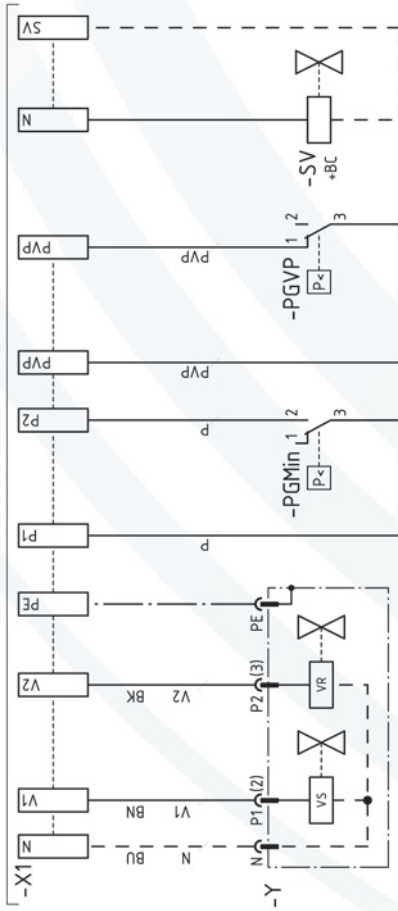 -X1
N
V1
V2
PE
P1
P2
PVP
PVP
N
SV
N
BU
V1
BN
V2
BK
P
P
PVP
PVP
-Y
N
P1 (2)
P2 (3)
PE
VS
VR
-PGMin
P<
1 2
3
-PGVP
P<
1 2
3
-SV
+BC